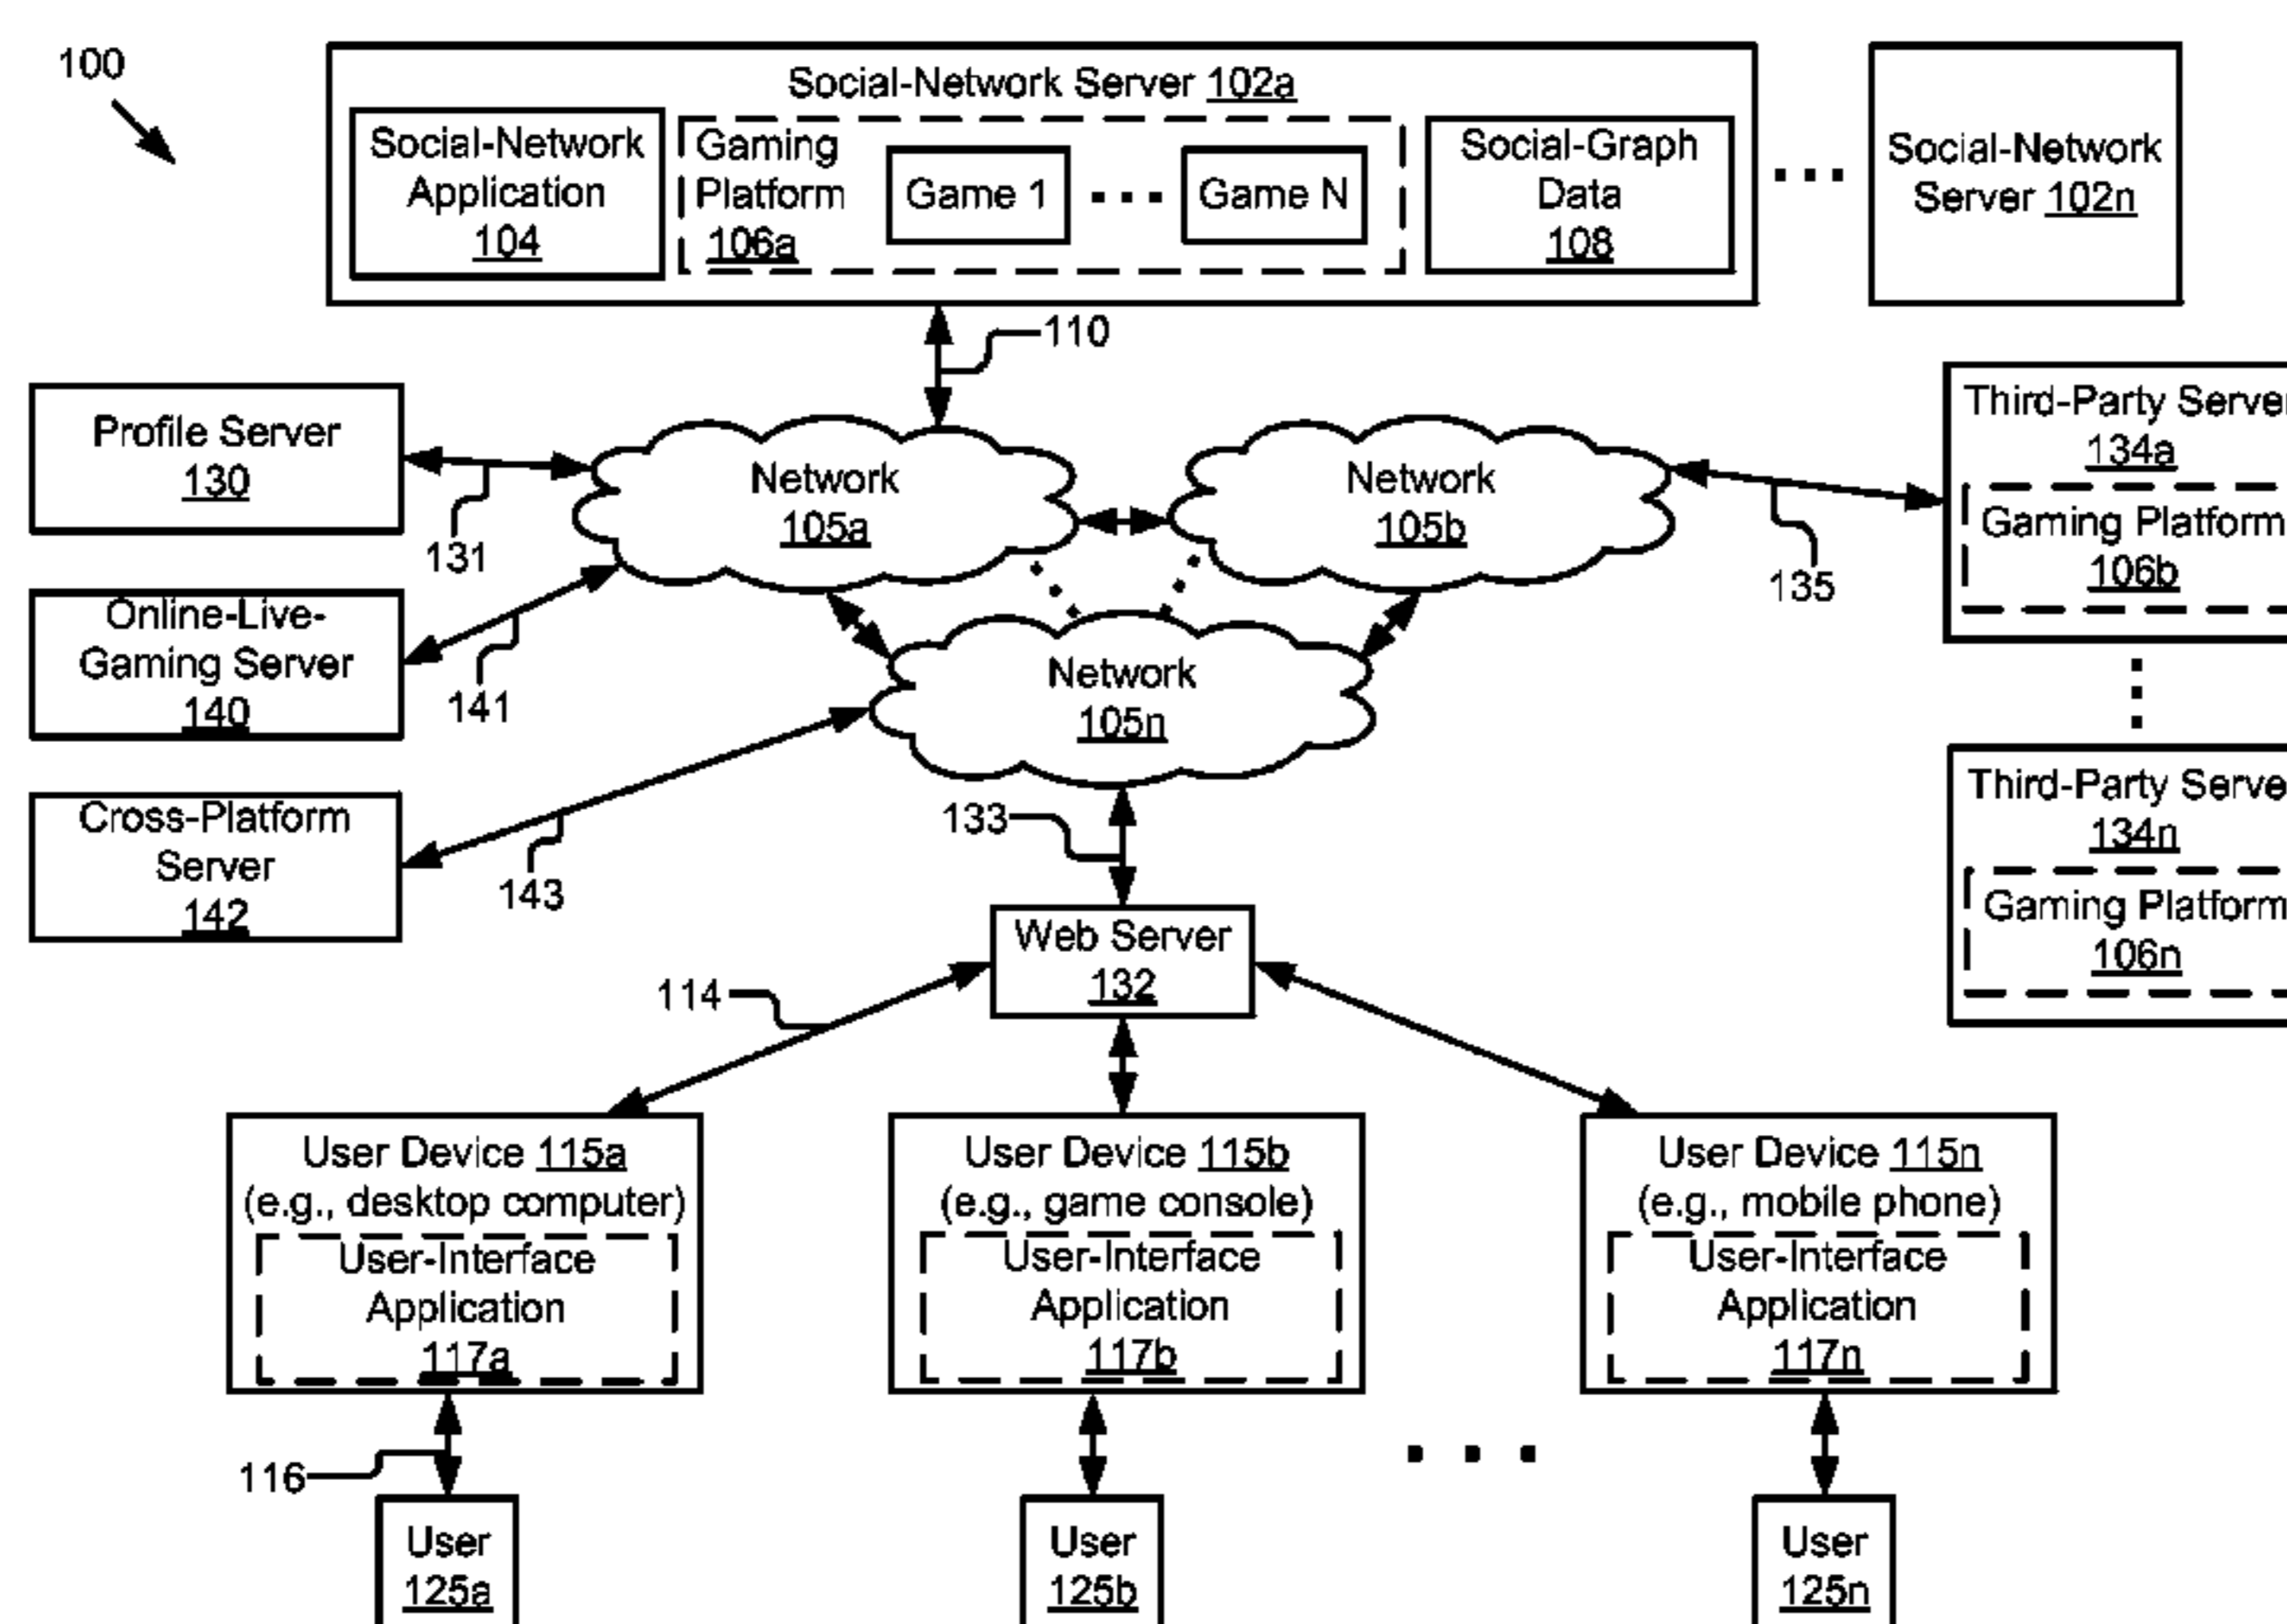 100
Social-Network Server 102a
Social-Network
Application
104
Gaming
Platform
106a
Game 1
Game N
Social-Graph
Data
108
Social-Network
Server 102n
110
Profile Server
130
131
Network
105a
Network
105b
Third-Party Server
134a
Gaming Platform
106b
135
Online-Live-
Gaming Server
140
141
Network
105n
Cross-Platform
Server
142
143
133
Third-Party Serve
134n
Gaming Platform
106n
Web Server
132
114
User Device 115a
(e.g., desktop computer)
User-Interface
Application
117a
User Device 115b
(e.g., game console)
User-Interface
Application
117b
User Device 115n
(e.g., mobile phone)
User-Interface
Application
117n
116
User
125a
User
125b
User
125n